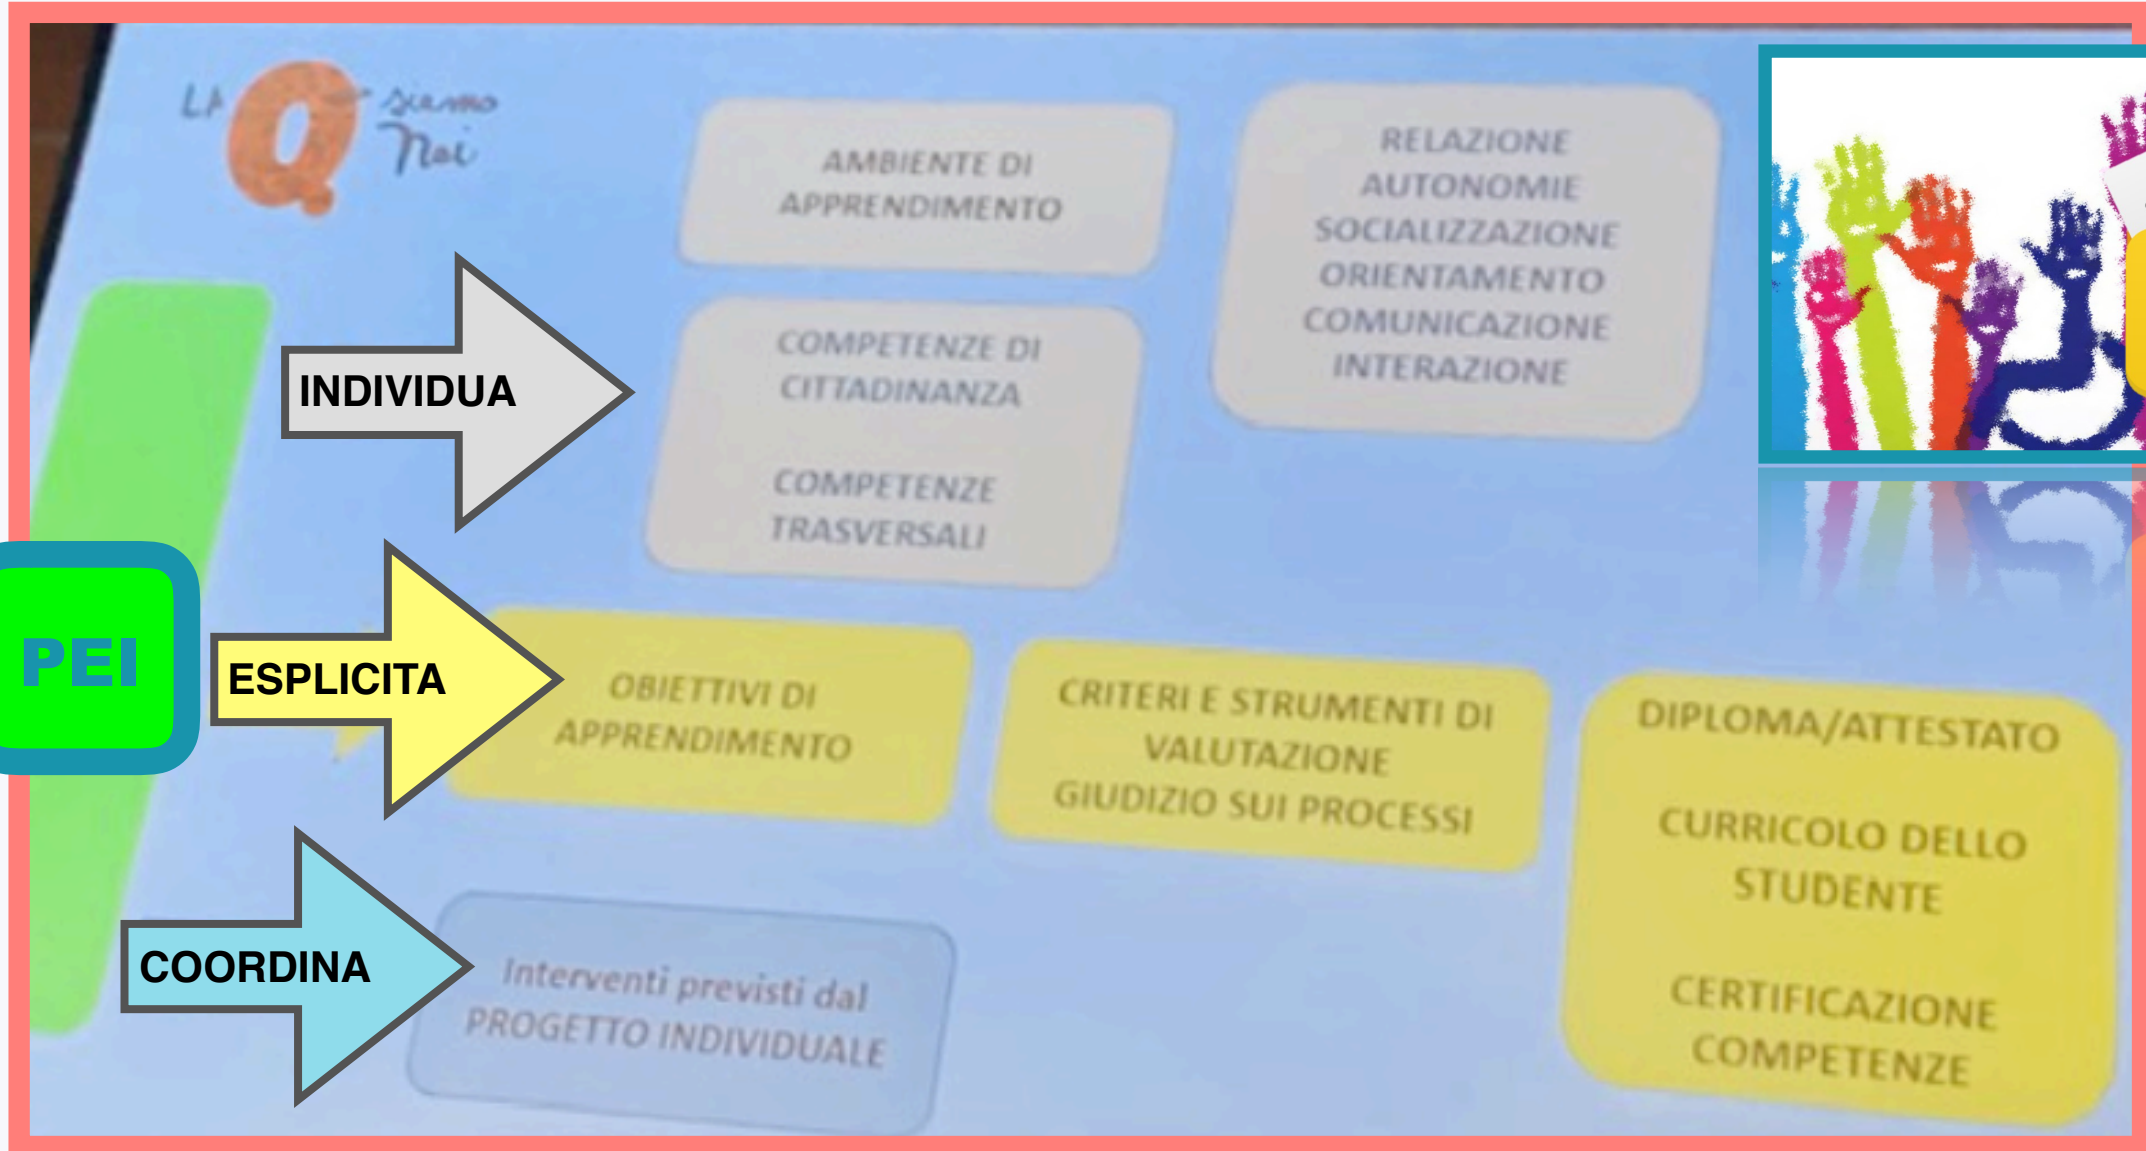 LA Q siamo
Noi
AMBIENTE DI
APPRENDIMENTO
RELAZIONE
AUTONOMIE
SOCIALIZZAZIONE
ORIENTAMENTO
COMUNICAZIONE
INTERAZIONE
INDIVIDUA
COMPETENZE DI
CITTADINANZA
COMPETENZE
TRASVERSALI
PEI
ESPLICITA
OBIETTIVI DI
APPRENDIMENTO
CRITERI E STRUMENTI DI
VALUTAZIONE
GIUDIZIO SUI PROCESSI
DIPLOMA/ATTESTATO
CURRICOLO DELLO
STUDENTE
CERTIFICAZIONE
COMPETENZE
COORDINA
Interventi previsti dal
PROGETTO INDIVIDUALE